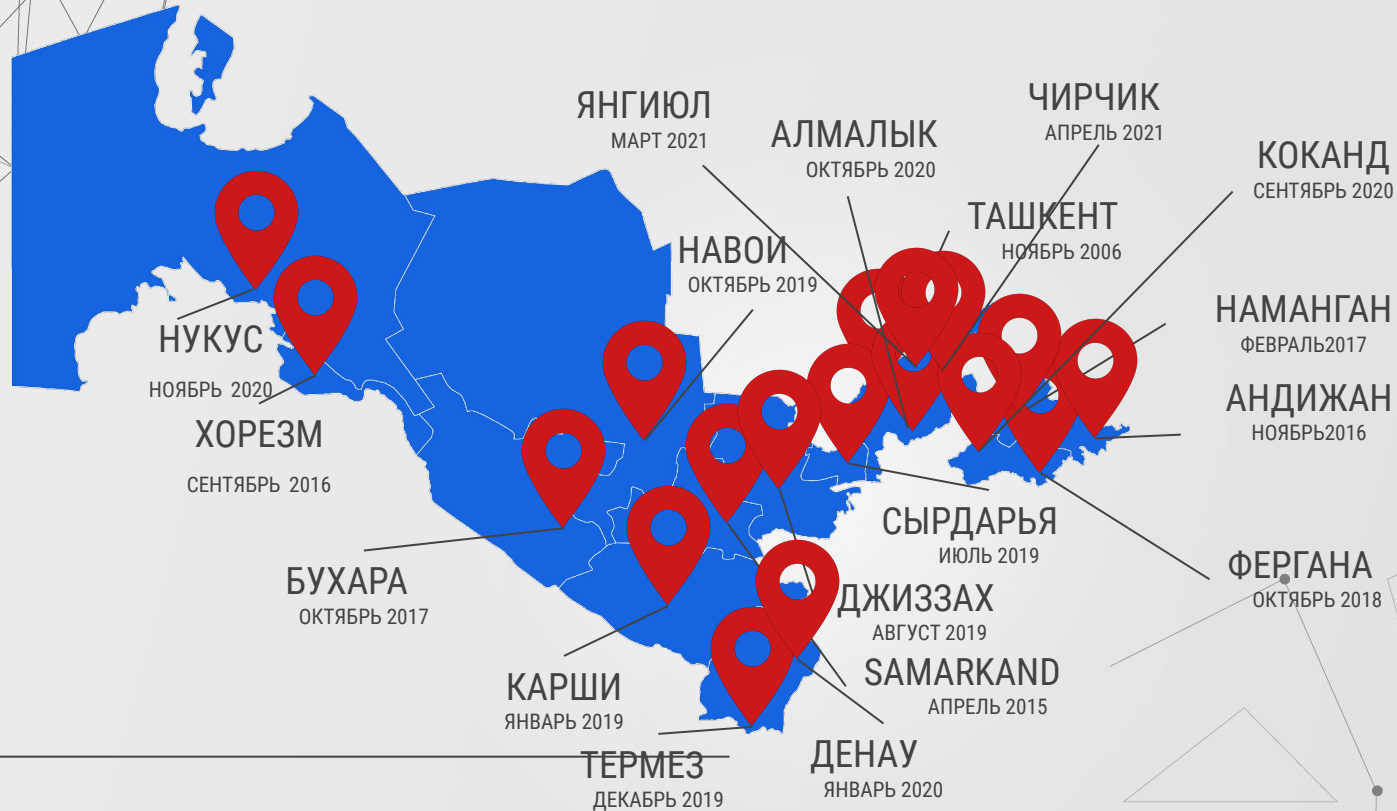 ЧИРЧИК
АПРЕЛЬ 2021
ЯНГИЮЛ
МАРТ 2021
АЛМАЛЫК
ОКТЯБРЬ 2020
КОКАНД
СЕНТЯБРЬ 2020
ТАШКЕНТ
НОЯБРЬ 2006
НАВОИ
ОКТЯБРЬ 2019
НАМАНГАН
ФЕВРАЛЬ2017
НУКУС
НОЯБРЬ 2020
АНДИЖАН
НОЯБРЬ2016
ХОРЕЗМ
СЕНТЯБРЬ 2016
СЫРДАРЬЯ
ИЮЛЬ 2019
ФЕРГАНА
ОКТЯБРЬ 2018
БУХАРА
ОКТЯБРЬ 2017
ДЖИЗЗАХ
АВГУСТ 2019
SAMARKAND
АПРЕЛЬ 2015
КАРШИ
ЯНВАРЬ 2019
ДЕНАУ
ЯНВАРЬ 2020
ТЕРМЕЗ
ДЕКАБРЬ 2019